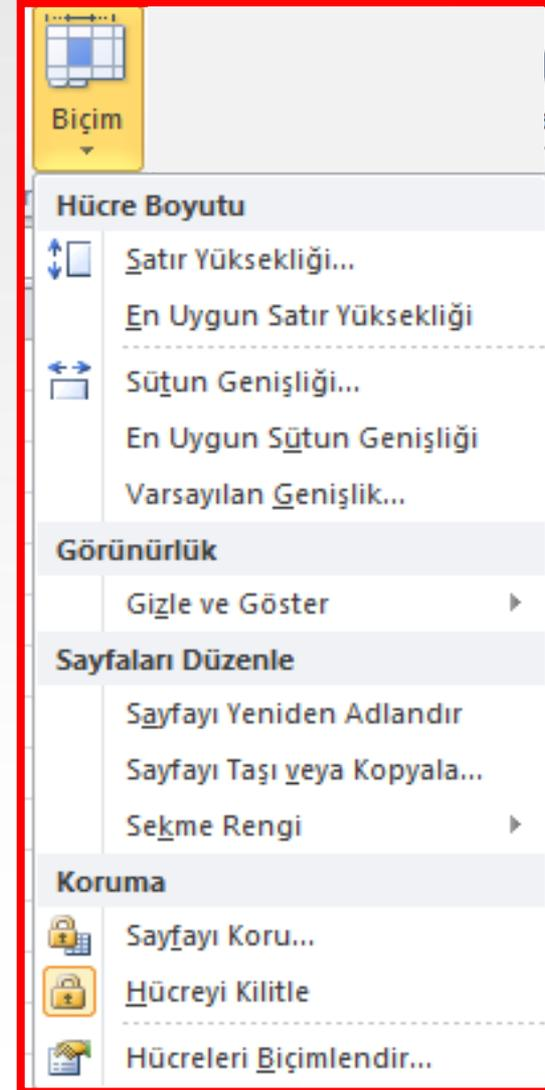 Biçim
Hücre Boyutu
Satır Yüksekliği...
En Uygun Satır Yüksekliği
Sütun Genişliği...
En Uygun Sütun Genişliği
Varsayılan Genişlik...
Görünürlük
Gizle ve Göster
Sayfaları Düzenle
Sayfayı Yeniden Adlandır
Sayfayı Taşı veya Kopyala...
Sekme Rengi
Koruma
Sayfayı Koru...
Hücreyi Kilitle
Hücreleri Biçimlendir...